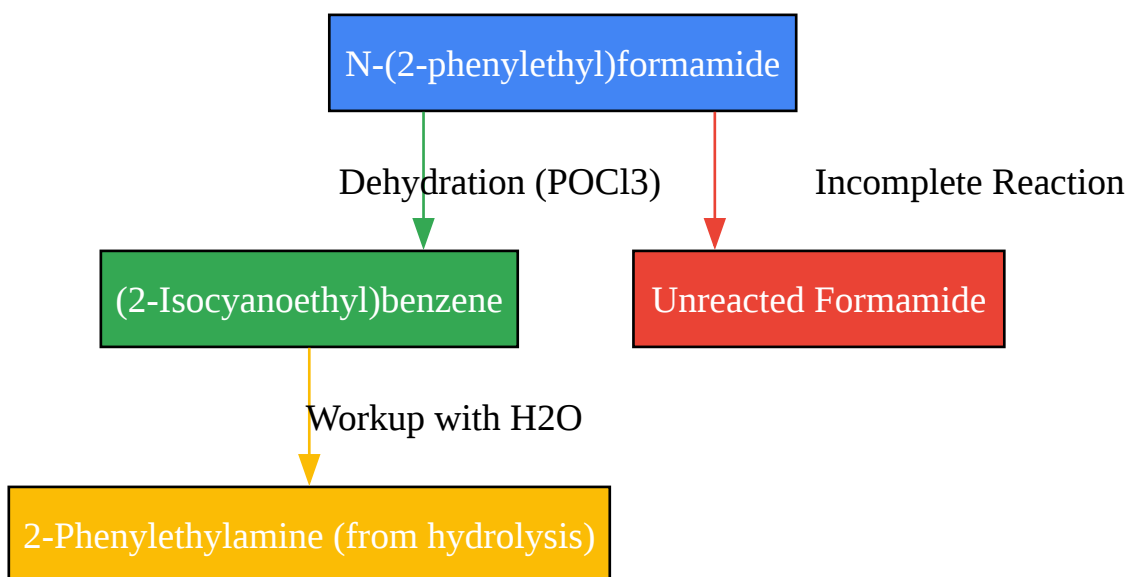 N-(2-phenylethyl)formamide
Dehydration (POCl3)
Incomplete Reaction
(2-Isocyanoethyl)benzene
Unreacted Formamide
Workup with H2O
2-Phenylethylamine (from hydrolysis)